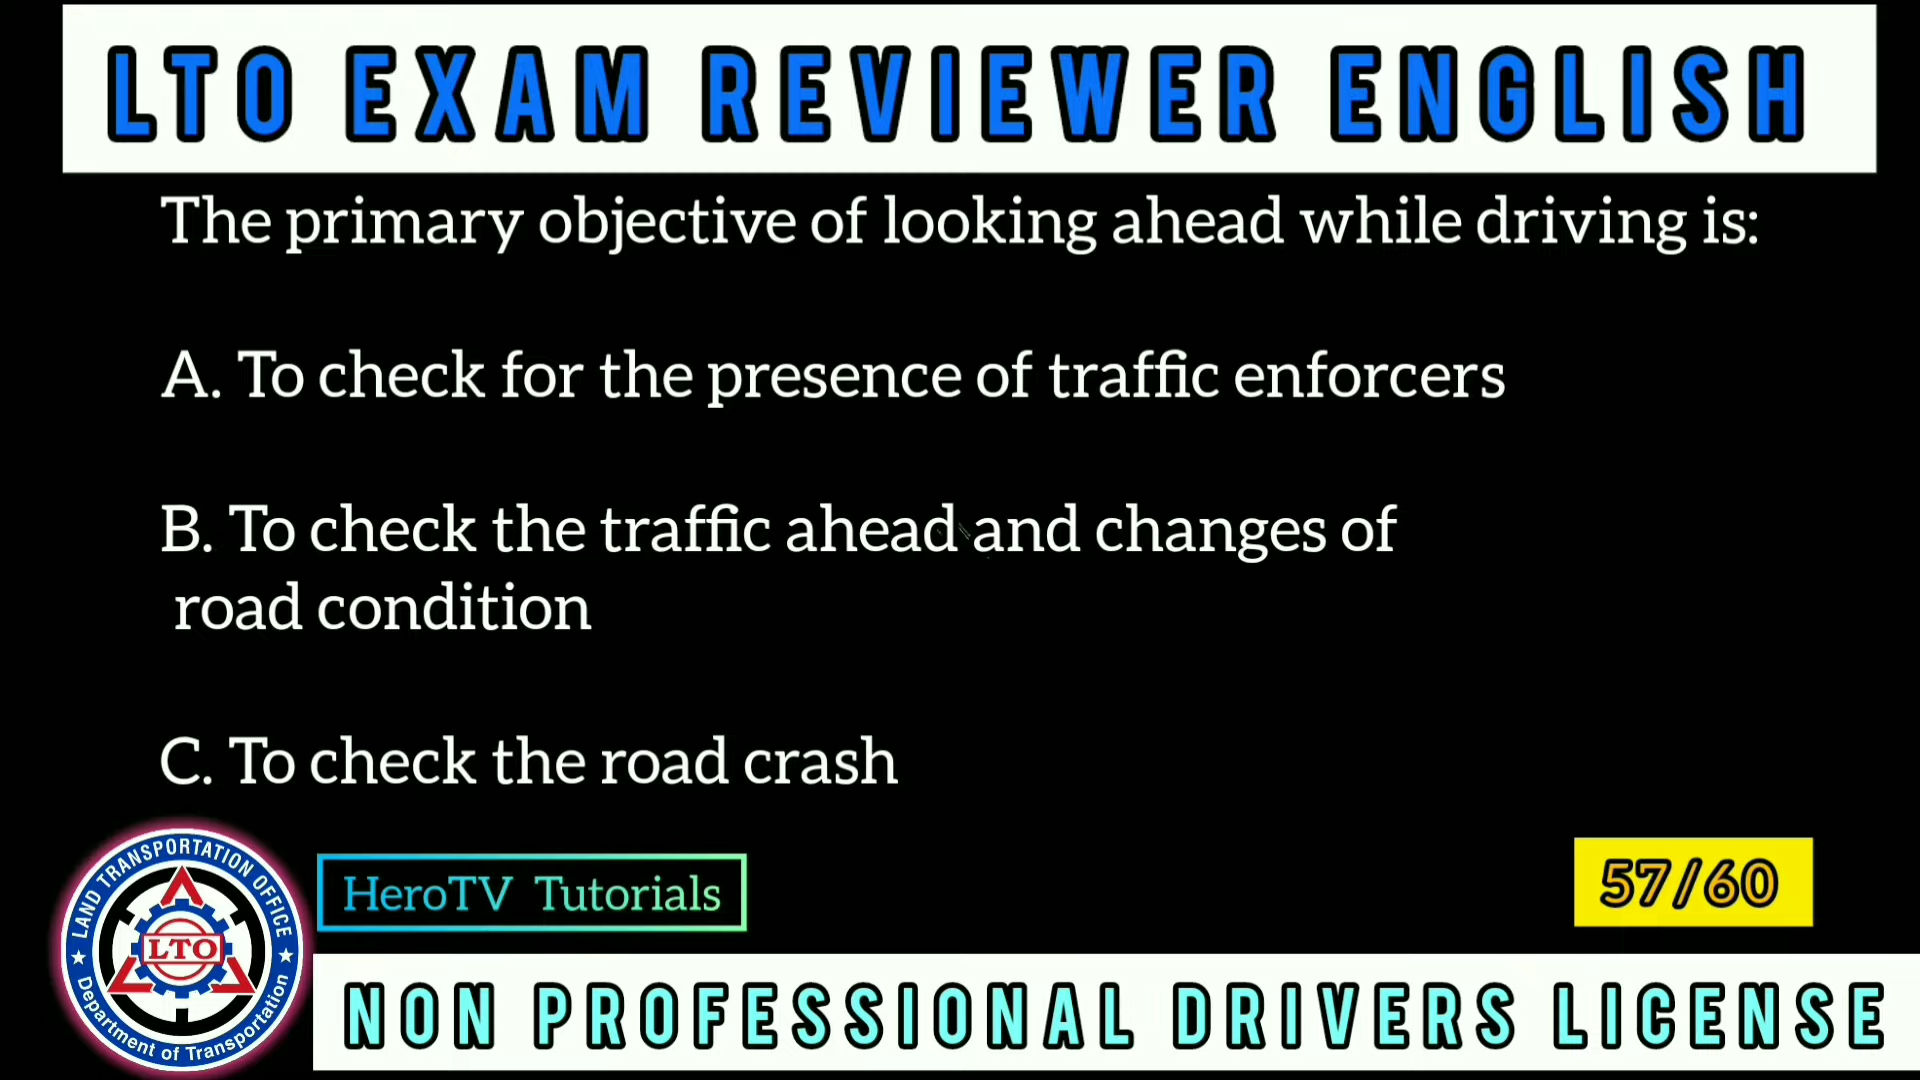 LTO EXAM REVIEWER ENGLISH
The primary objective of looking ahead while driving is:
A. To check for the presence of traffic enforcers
B. To check the traffic ahead and changes of
road condition
C. To check the road crash
LAND TRANSPORTATION OFFICE
LTO
Department of Transportation
HeroTV Tutorials
57/60
NON PROFESSIONAL DRIVERS LICENSE